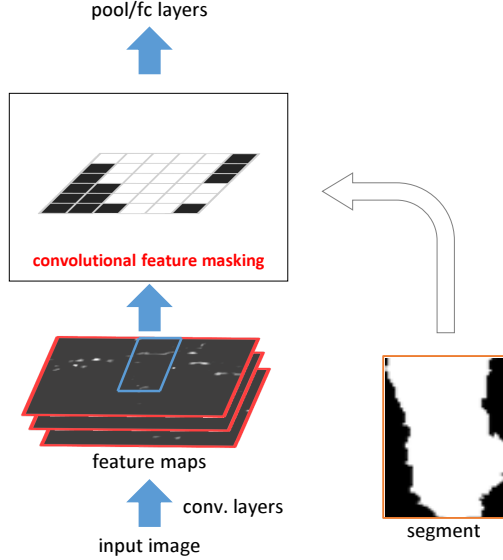 pool/fc layers
convolutional feature masking
feature maps
conv. layers
input image
segment